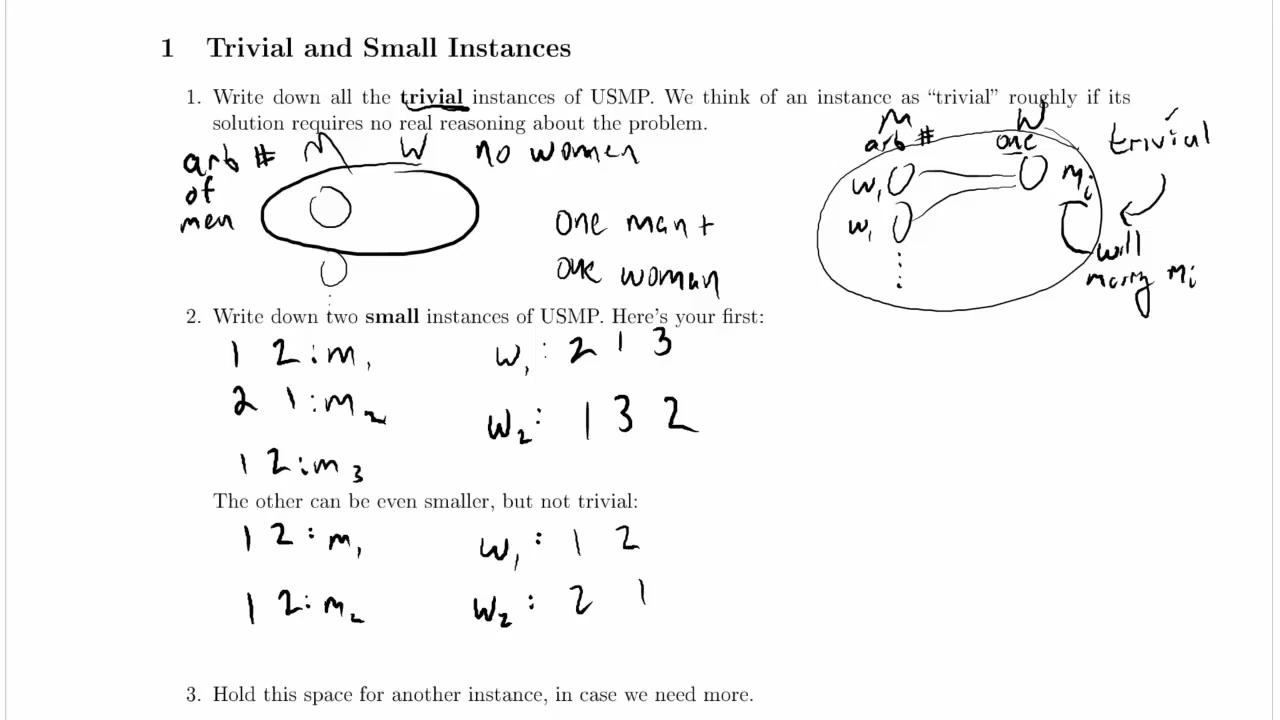 1 Trivial and Small Instances
1. Write down all the trivial instances of USMP. We think of an instance as “trivial” roughly if its
solution requires no real reasoning about the problem.
arb #
of
men
M W
no women
one man +
one woman
M W
arb # one
w1 Mi
w1
trivial
will
marry Mi
2. Write down two small instances of USMP. Here's your first:
1 2 : m1 w1 : 2 1 3
2 1 : m2 w2 : 1 3 2
1 2 : m3
The other can be even smaller, but not trivial:
1 2 : m1 w1 : 1 2
1 2 : m2 w2 : 2 1
3. Hold this space for another instance, in case we need more.